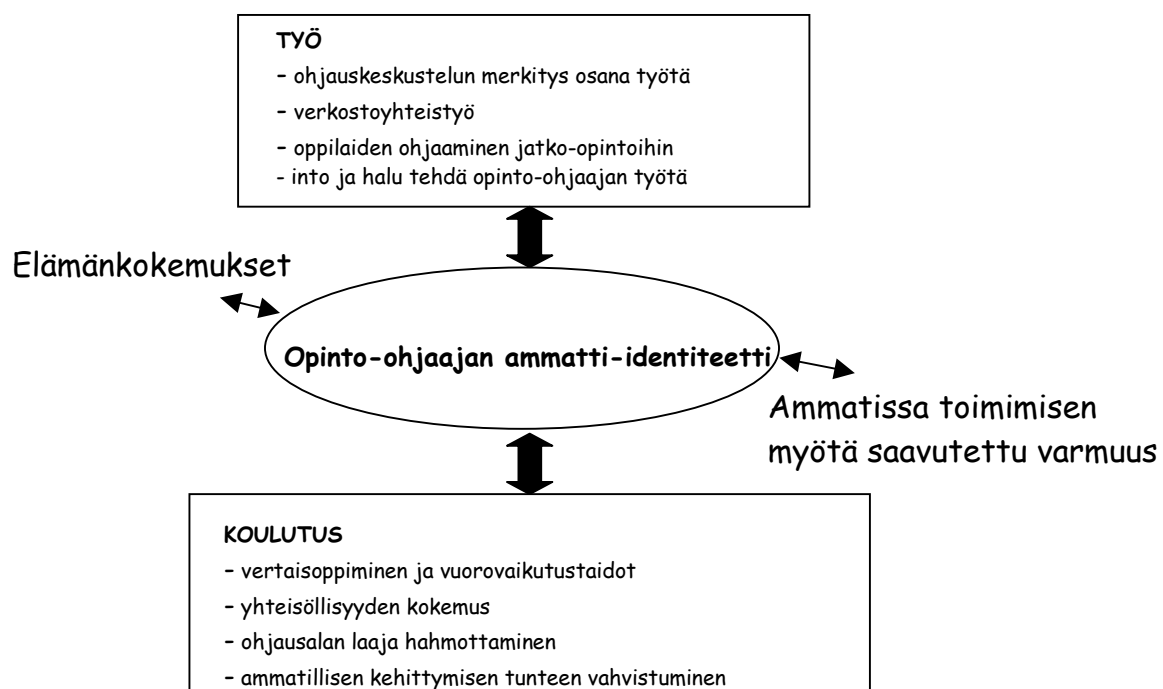 TYÖ
– ohjauskeskustelun merkitys osana työtä
– verkostoyhteistyö
– oppilaiden ohjaaminen jatko-opintoihin
- into ja halu tehdä opinto-ohjaajan työtä
Elämänkokemukset
Opinto-ohjaajan ammatti-identiteetti
Ammatissa toimimisen
myötä saavutettu varmuus
KOULUTUS
– vertaisoppiminen ja vuorovaikutustaidot
– yhteisöllisyyden kokemus
– ohjausalan laaja hahmottaminen
– ammatillisen kehittymisen tunteen vahvistuminen